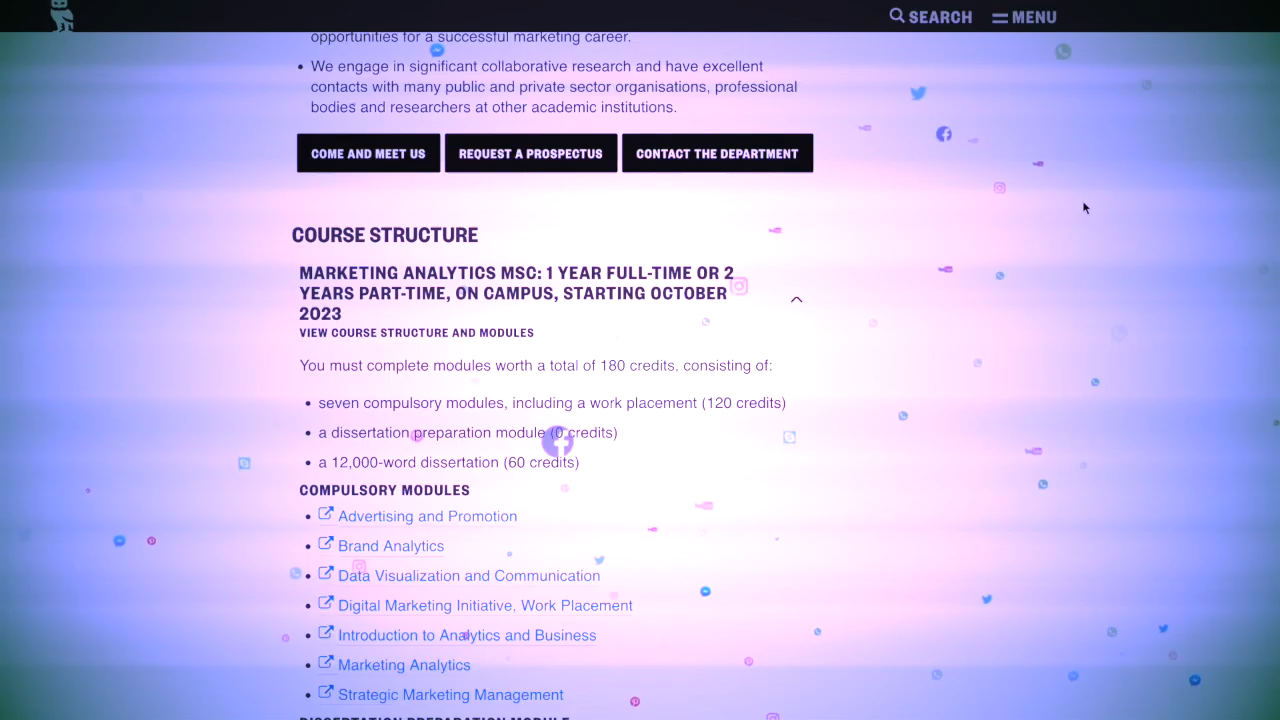 SEARCH MENU
opportunities for a successful marketing career.
We engage in significant collaborative research and have excellent
contacts with many public and private sector organisations, professional
bodies and researchers at other academic institutions.
COME AND MEET US REQUEST A PROSPECTUS CONTACT THE DEPARTMENT
COURSE STRUCTURE
MARKETING ANALYTICS MSC: 1 YEAR FULL-TIME OR 2
YEARS PART-TIME, ON CAMPUS, STARTING OCTOBER
2023
VIEW COURSE STRUCTURE AND MODULES
You must complete modules worth a total of 180 credits, consisting of:
seven compulsory modules, including a work placement (120 credits)
a dissertation preparation module (0 credits)
a 12,000-word dissertation (60 credits)
COMPULSORY MODULES
Advertising and Promotion
Brand Analytics
Data Visualization and Communication
Digital Marketing Initiative, Work Placement
Introduction to Analytics and Business
Marketing Analytics
Strategic Marketing Management
DISSERTATION PREPARATION MODULE